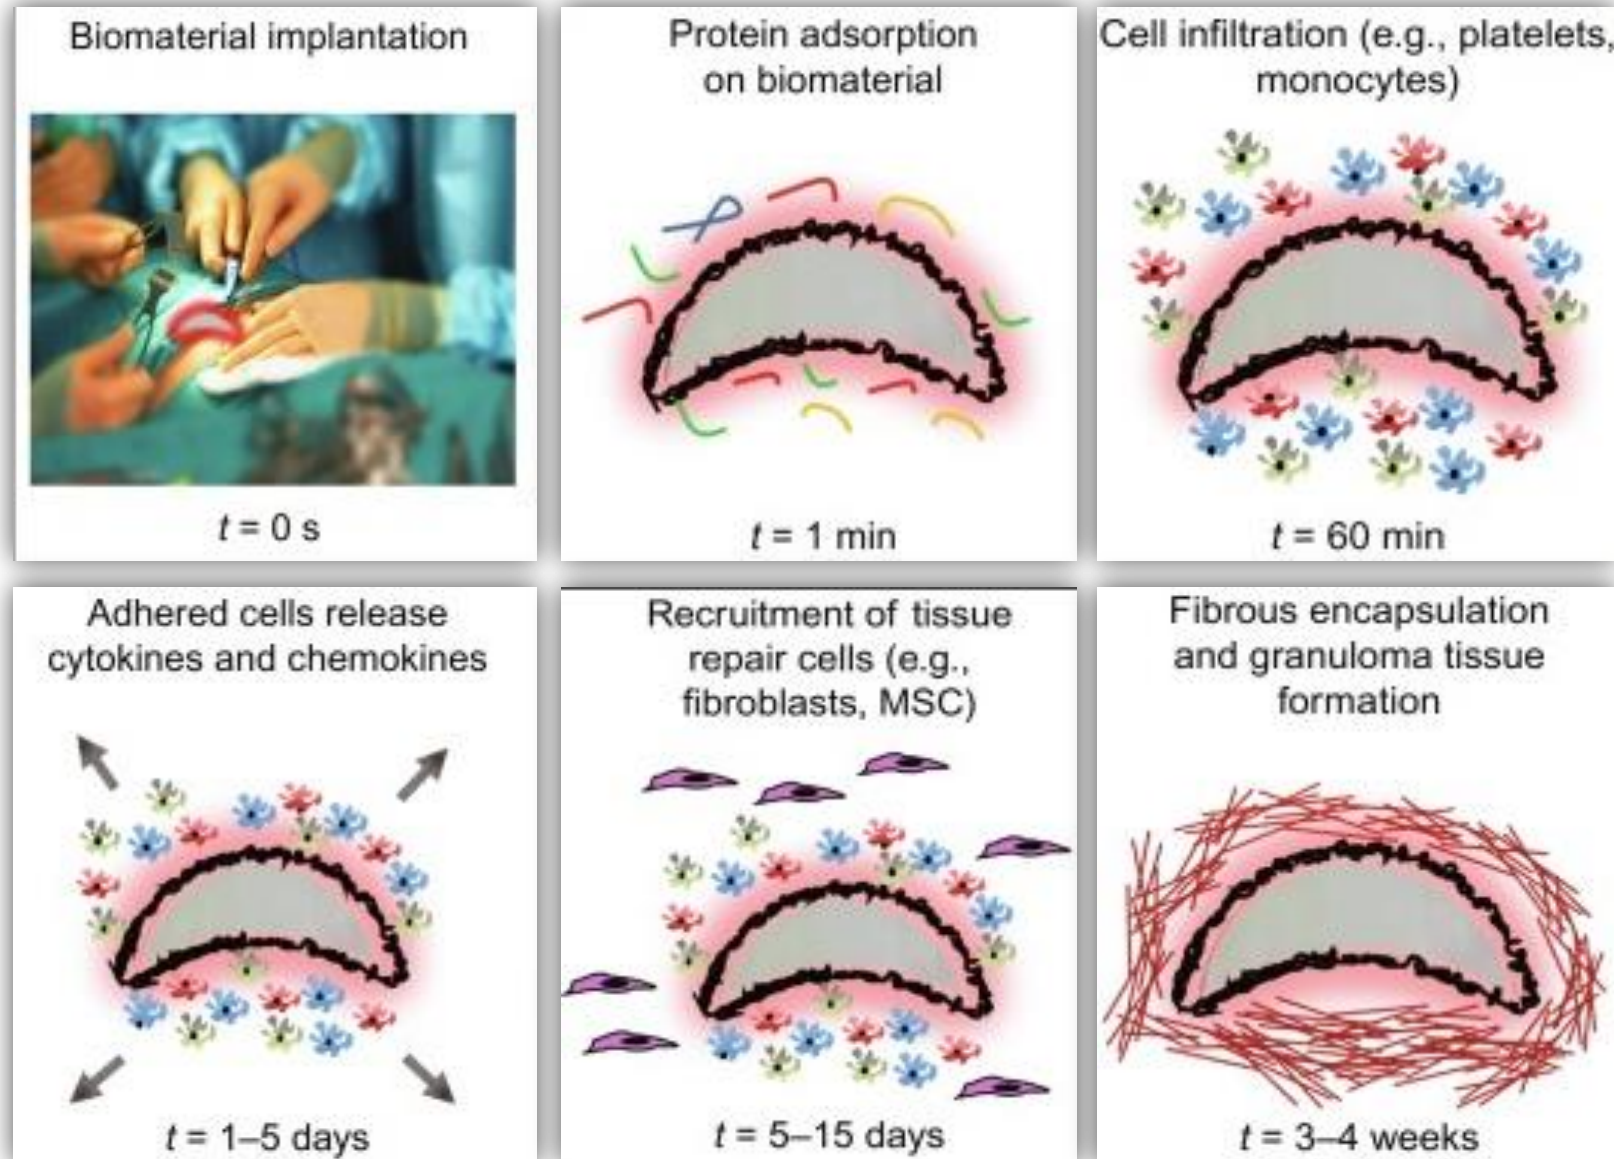 Biomaterial implantation
t = 0 s
Protein adsorption
on biomaterial
t = 1 min
Cell infiltration (e.g., platelets,
monocytes)
t = 60 min
Adhered cells release
cytokines and chemokines
t = 1–5 days
Recruitment of tissue
repair cells (e.g.,
fibroblasts, MSC)
t = 5–15 days
Fibrous encapsulation
and granuloma tissue
formation
t = 3–4 weeks